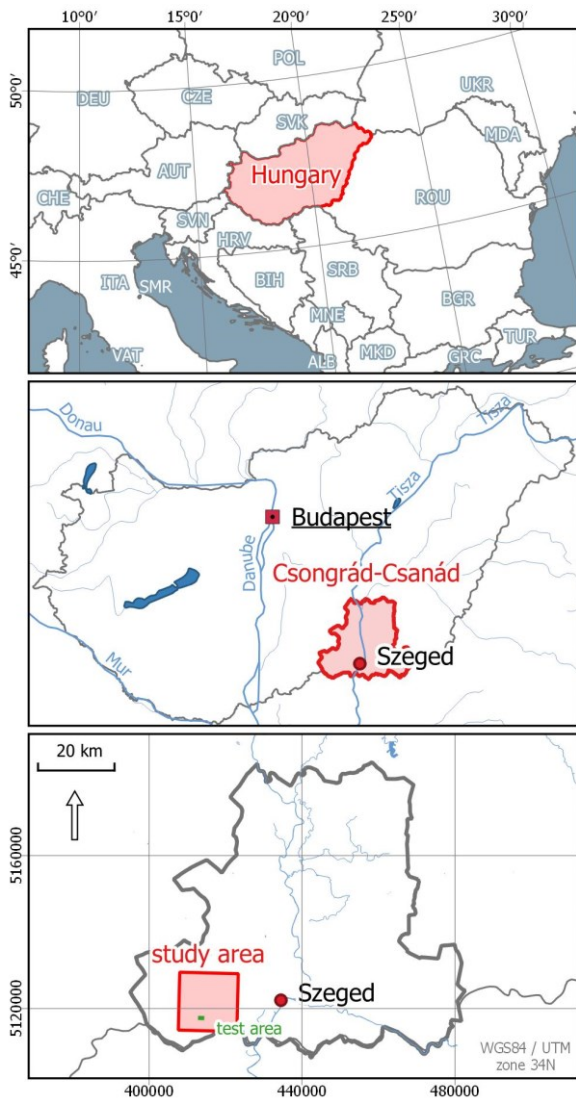 10°0′ 15°0′ 20°0′ 25°0′ 30°0′
50°0′
45°0′
POL
DEU
CZE
UKR
SVK
MDA
AUT
Hungary
CHE
ROU
SVN
HRV
ITA
SMR
BIH
SRB
MNE
BGR
VAT
ALB
MKD
GRC
TUR
Donau
Tisza
Tisza
Budapest
Danube
Csongrád-Csanád
Szeged
Mur
20 km
5160000
study area
Szeged
5120000
test area
WGS84 / UTM
zone 34N
400000 440000 480000